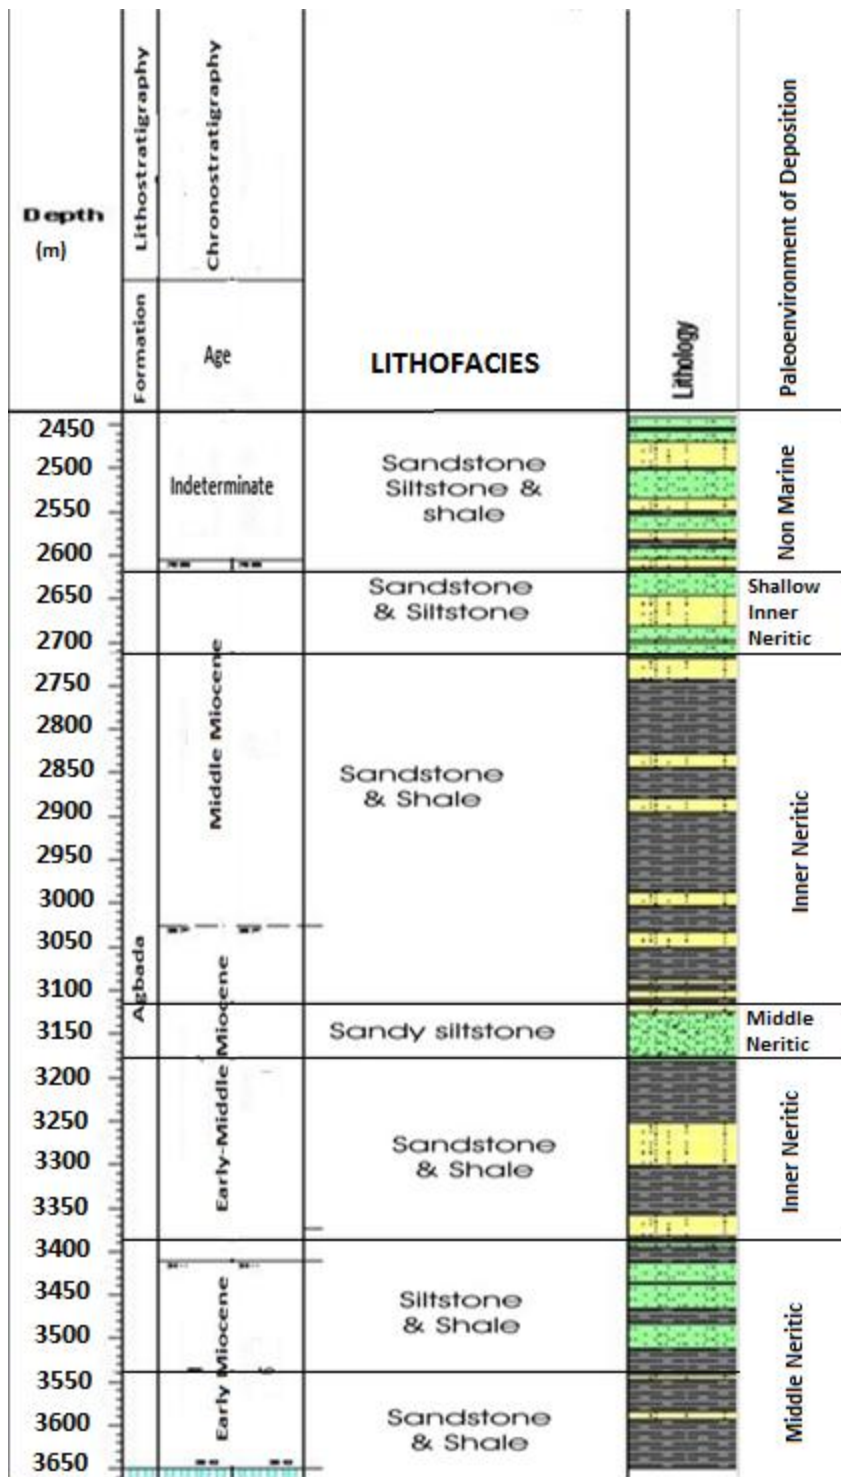 Depth
(m)
Lithostratigraphy
Chronostratigraphy
Formation
Age
LITHOFACIES
Lithology
Paleoenvironment of Deposition
2450
2500
2550
2600
2650
2700
2750
2800
2850
2900
2950
3000
3050
3100
3150
3200
3250
3300
3350
3400
3450
3500
3550
3600
3650
Agbada
Indeterminate
Middle Miocene
Early-Middle Miocene
Early Miocene
Sandstone
Siltstone &
shale
Sandstone
& Siltstone
Sandstone
& Shale
Sandy siltstone
Sandstone
& Shale
Siltstone
& Shale
Sandstone
& Shale
Non Marine
Shallow
Inner
Neritic
Inner Neritic
Middle
Neritic
Inner Neritic
Middle Neritic